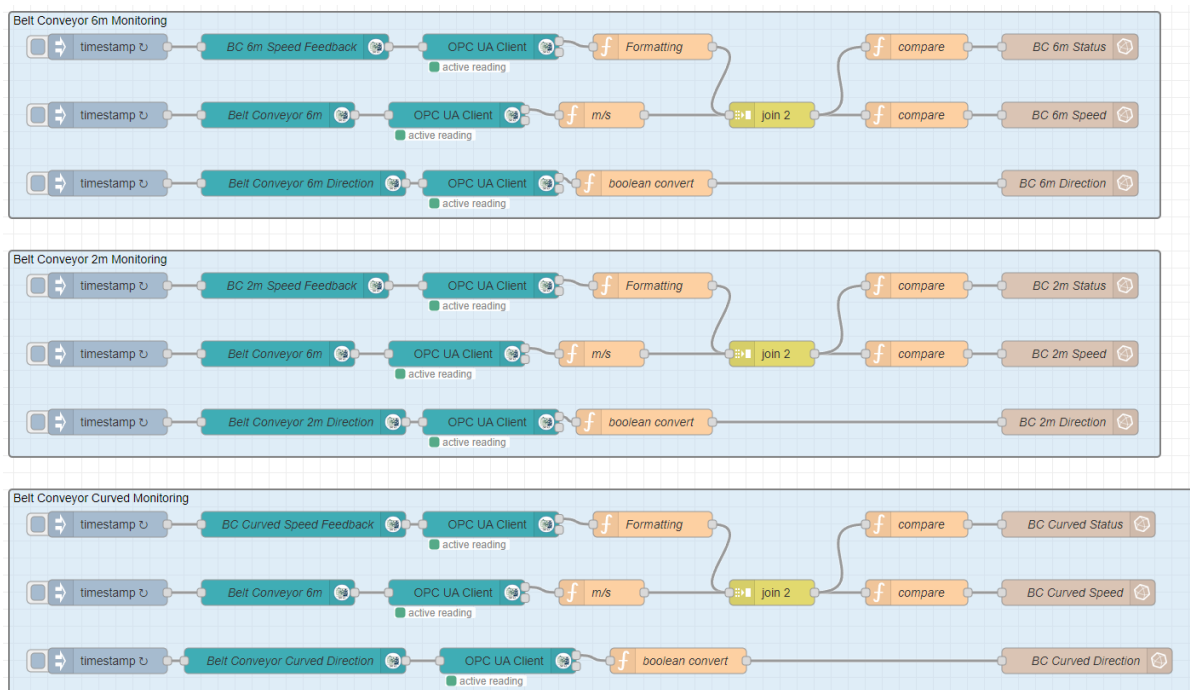 Belt Conveyor 6m Monitoring
timestamp ↻ BC 6m Speed Feedback OPC UA Client Formatting compare BC 6m Status
active reading
timestamp ↻ Belt Conveyor 6m OPC UA Client m/s join 2 compare BC 6m Speed
active reading
timestamp ↻ Belt Conveyor 6m Direction OPC UA Client boolean convert BC 6m Direction
active reading
Belt Conveyor 2m Monitoring
timestamp ↻ BC 2m Speed Feedback OPC UA Client Formatting compare BC 2m Status
active reading
timestamp ↻ Belt Conveyor 6m OPC UA Client m/s join 2 compare BC 2m Speed
active reading
timestamp ↻ Belt Conveyor 2m Direction OPC UA Client boolean convert BC 2m Direction
active reading
Belt Conveyor Curved Monitoring
timestamp ↻ BC Curved Speed Feedback OPC UA Client Formatting compare BC Curved Status
active reading
timestamp ↻ Belt Conveyor 6m OPC UA Client m/s join 2 compare BC Curved Speed
active reading
timestamp ↻ Belt Conveyor Curved Direction OPC UA Client boolean convert BC Curved Direction
active reading